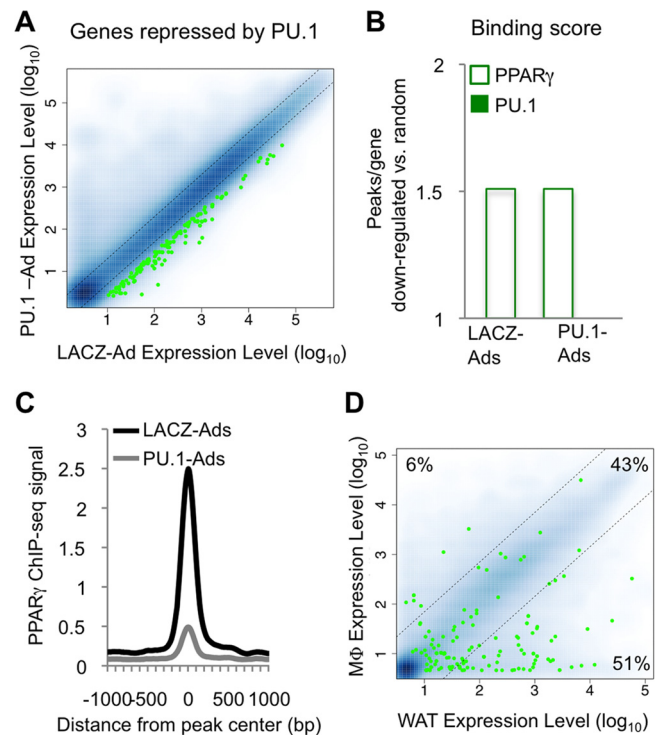 A
Genes repressed by PU.1
PU.1 –Ad Expression Level (log10)
5
4
3
2
1
1 2 3 4 5
LACZ-Ad Expression Level (log10)
B
Binding score
Peaks/gene
down-regulated vs. random
2
1.5
1
PPARγ
PU.1
LACZ-
Ads
PU.1-
Ads
C
PPARγ ChIP-seq signal
3
2.5
2
1.5
1
0.5
0
LACZ-Ads
PU.1-Ads
-1000-500 0 500 1000
Distance from peak center (bp)
D
MΦ Expression Level (log10)
5
4
3
2
1
6%
43%
51%
1 2 3 4 5
WAT Expression Level (log10)